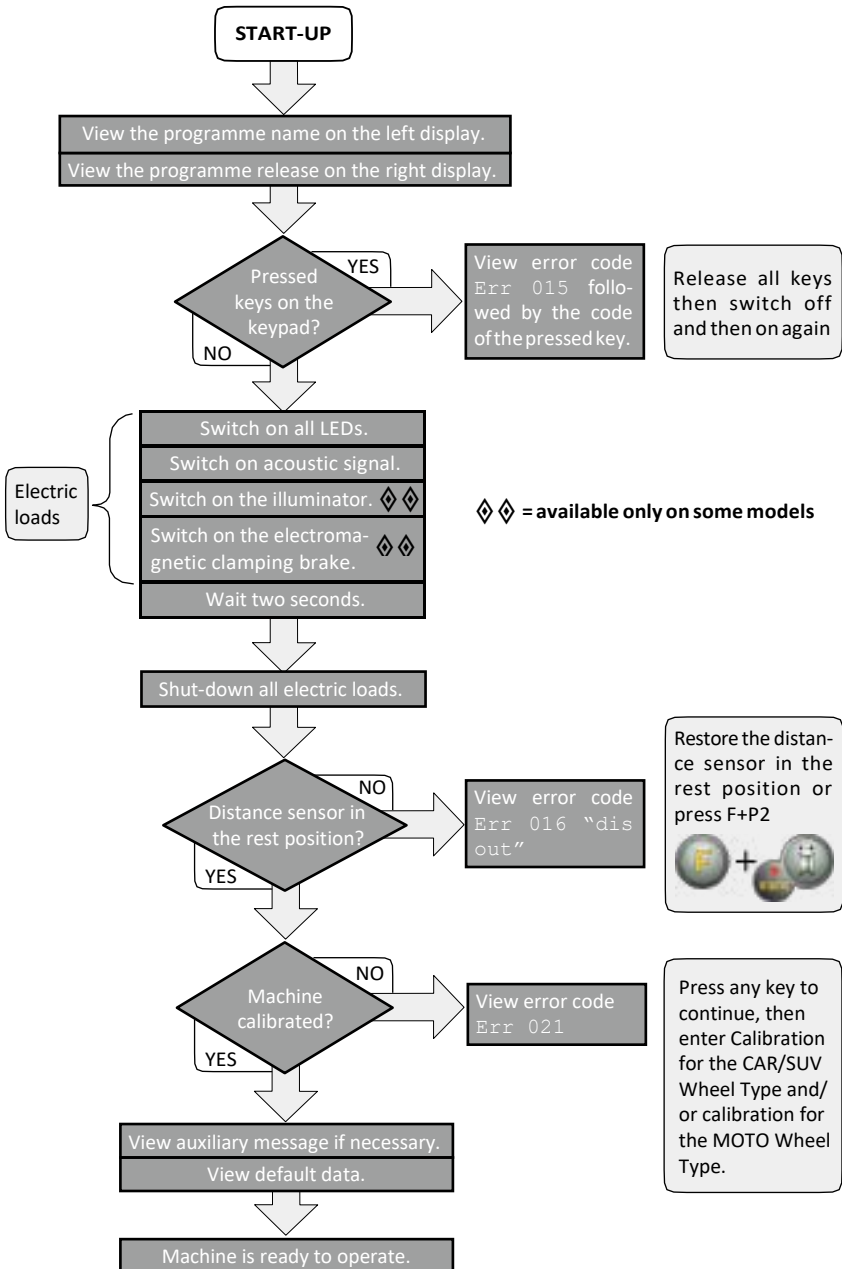 START-UP
View the programme name on the left display.
View the programme release on the right display.
Pressed
keys on the
keypad?
YES
NO
View error code
Err 015 follo-
wed by the code
of the pressed key.
Release all keys
then switch off
and then on again
Electric
loads
Switch on all LEDs.
Switch on acoustic signal.
Switch on the illuminator.
Switch on the electroma-
gnetic clamping brake.
Wait two seconds.
= available only on some models
Shut-down all electric loads.
Distance sensor in
the rest position?
NO
YES
View error code
Err 016 “dis
out”
Restore the distan-
ce sensor in the
rest position or
press F+P2
F +
Machine
calibrated?
NO
YES
View error code
Err 021
Press any key to
continue, then
enter Calibration
for the CAR/SUV
Wheel Type and/
or calibration for
the MOTO Wheel
Type.
View auxiliary message if necessary.
View default data.
Machine is ready to operate.